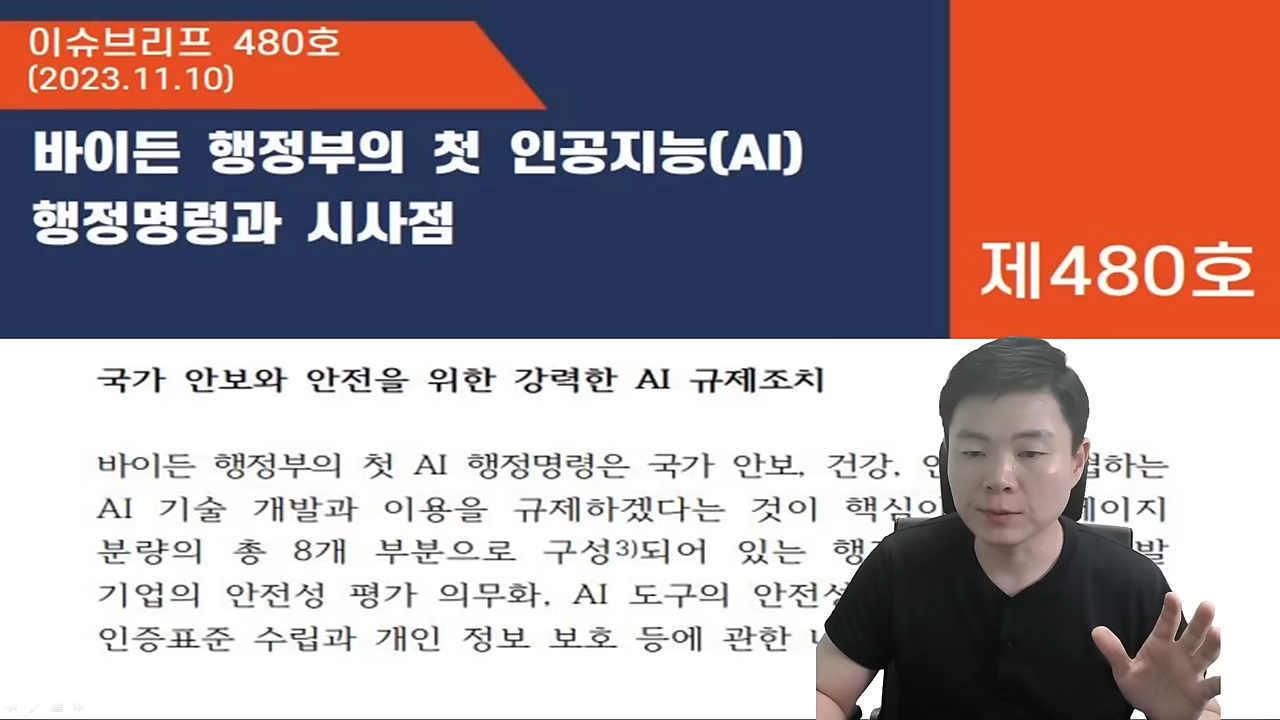 이슈브리프 480호
(2023.11.10)
바이든 행정부의 첫 인공지능(AI)
행정명령과 시사점
제480호
국가 안보와 안전을 위한 강력한 AI 규제조치
바이든 행정부의 첫 AI 행정명령은 국가 안보, 건강,
AI 기술 개발과 이용을 규제하겠다는 것이
분량의 총 8개 부분으로 구성3)되어 있는
기업의 안전성 평가 의무화, AI 도구의
인증표준 수립과 개인 정보 보호 등에 관한